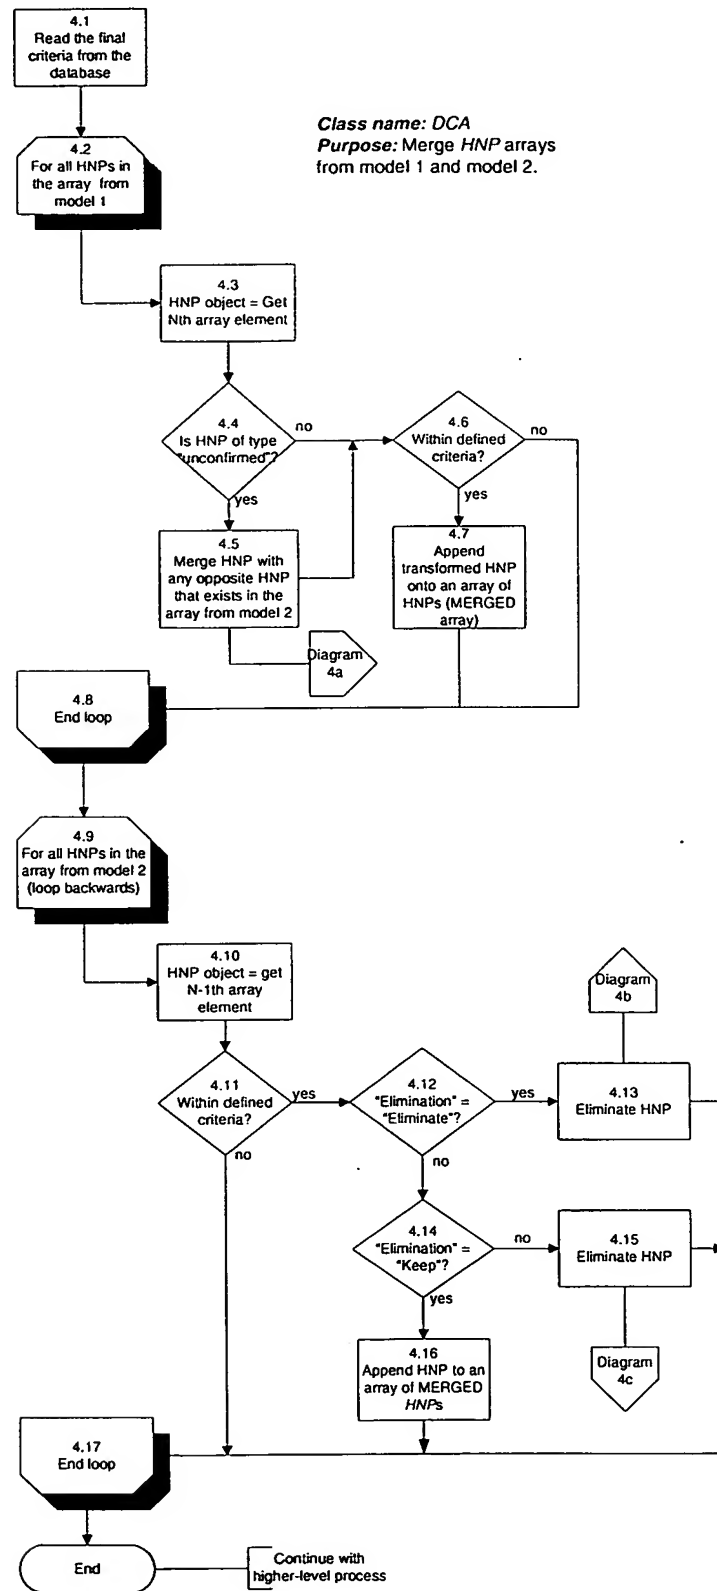 4.1
Read the final
criteria from the
database
Class name: DCA
Purpose: Merge HNP arrays
from model 1 and model 2.
4.2
For all HNPs in
the array from
model 1
4.3
HNP object = Get
Nth array element
4.4
Is HNP of type
"unconfirmed"?
no
yes
4.6
Within defined
criteria?
no
yes
4.5
Merge HNP with
any opposite HNP
that exists in the
array from model 2
4.7
Append
transformed HNP
onto an array of
HNPs (MERGED
array)
Diagram
4a
4.8
End loop
4.9
For all HNPs in the
array from model 2
(loop backwards)
4.10
HNP object = get
N-1th array
element
Diagram
4b
4.11
Within defined
criteria?
yes
no
4.12
"Elimination" =
"Eliminate"?
yes
no
4.13
Eliminate HNP
4.14
"Elimination" =
"Keep"?
no
yes
4.15
Eliminate HNP
4.16
Append HNP to an
array of MERGED
HNPs
Diagram
4c
4.17
End loop
End
Continue with
higher-level process